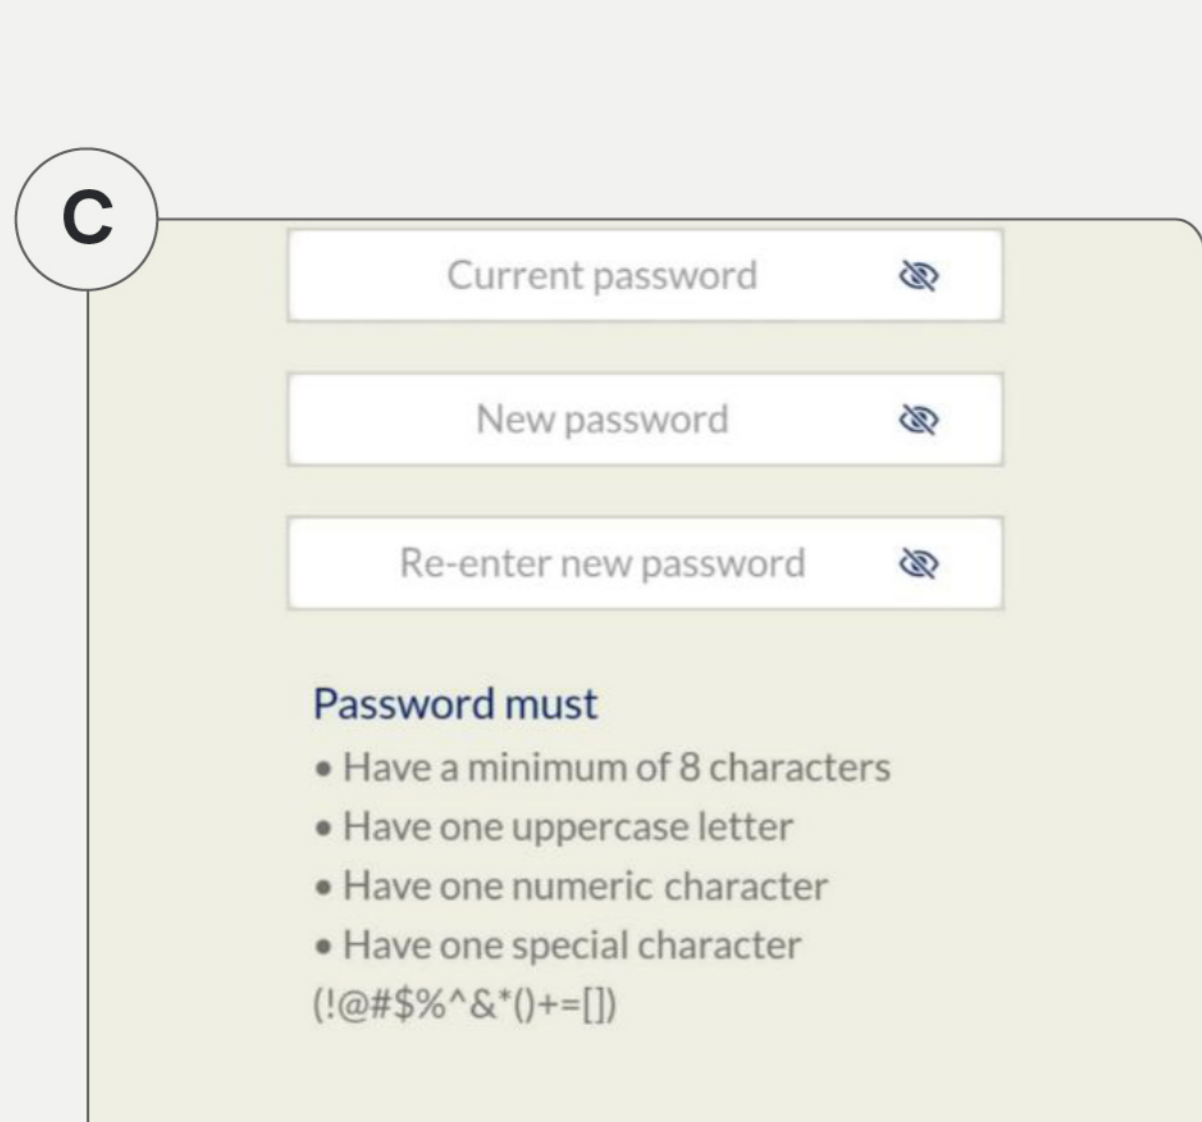 C
Current password
New password
Re-enter new password
Password must
• Have a minimum of 8 characters
• Have one uppercase letter
• Have one numeric character
• Have one special character
(!@#$%^&*()+=[])